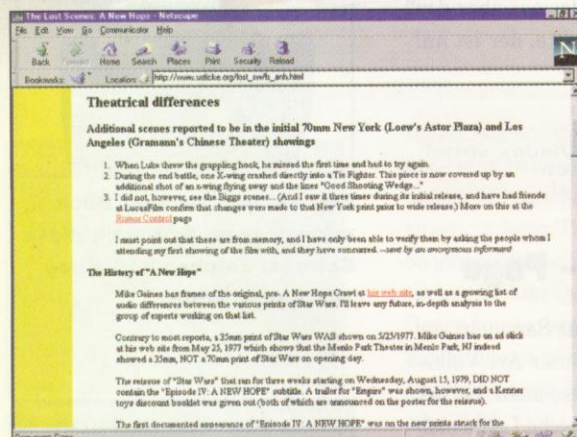 The Lost Scenes: A New Hope - Netscape
File Edit View Go Communicator Help
Back Forward Home Search Places Print Security Reload
N
Bookmarks Location: http://www.usticke.org/lost_sw/ls_anh.html
Theatrical differences
Additional scenes reported to be in the initial 70mm New York (Loew's Astor Plaza) and Los
Angeles (Gramann's Chinese Theater) showings
1. When Luke threw the grappling hook, he missed the first time and had to try again.
2. During the end battle, one X-wing crashed directly into a Tie Fighter. This piece is now covered up by an
additional shot of an x-wing flying away and the lines "Good Shooting Wedge..."
3. I did not, however, see the Biggs scenes... (And I saw it three times during its initial release, and have had friends
at LucasFilm confirm that changes were made to that New York print prior to wide release.) More on this at the
Rumor Control page
I must point out that these are from memory, and I have only been able to verify them by asking the people whom I
attending my first showing of the film with, and they have concurred. --sent by an anonymous informant
The History of "A New Hope"
Mike Gaines has frames of the original, pre- A New Hope Crawl at his web site, as well as a growing list of
audio differences between the various prints of Star Wars. I'll leave any future, in-depth analysis to the
group of experts working on that list.
Contrary to most reports, a 35mm print of Star Wars WAS shown on 5/25/1977. Mike Gaines has an ad slick
at his web site from May 25, 1977 which shows that the Menlo Park Theater in Menlo Park, NJ indeed
showed a 35mm, NOT a 70mm print of Star Wars on opening day.
The reissue of "Star Wars" that ran for three weeks starting on Wednesday, August 15, 1979, DID NOT
contain the "Episode IV: A NEW HOPE" subtitle. A trailer for "Empire" was shown, however, and a Kenner
toys discount booklet was given out (both of which are announced on the poster for the reissue).
The first documented appearance of "Episode IV: A NEW HOPE" was on the new prints struck for the